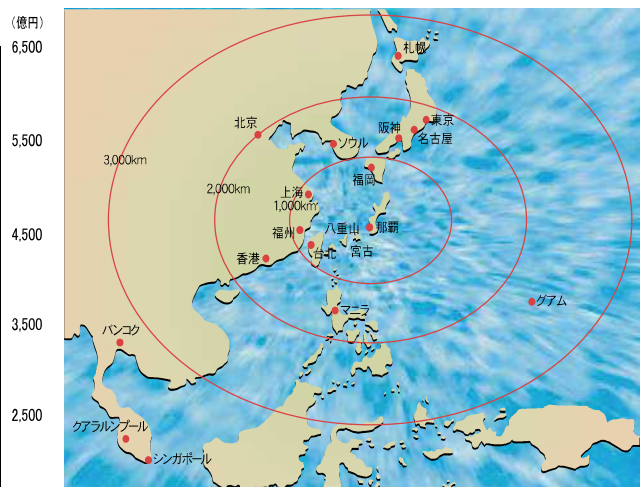 （億円）
6,500
5,500
4,500
3,500
2,500
札幌
北京
阪神
東京
名古屋
ソウル
3,000km
福岡
2,000km
上海
1,000km
福州
八重山
那覇
台北
宮古
香港
グアム
マニラ
バンコク
クアラルンプール
シンガポール